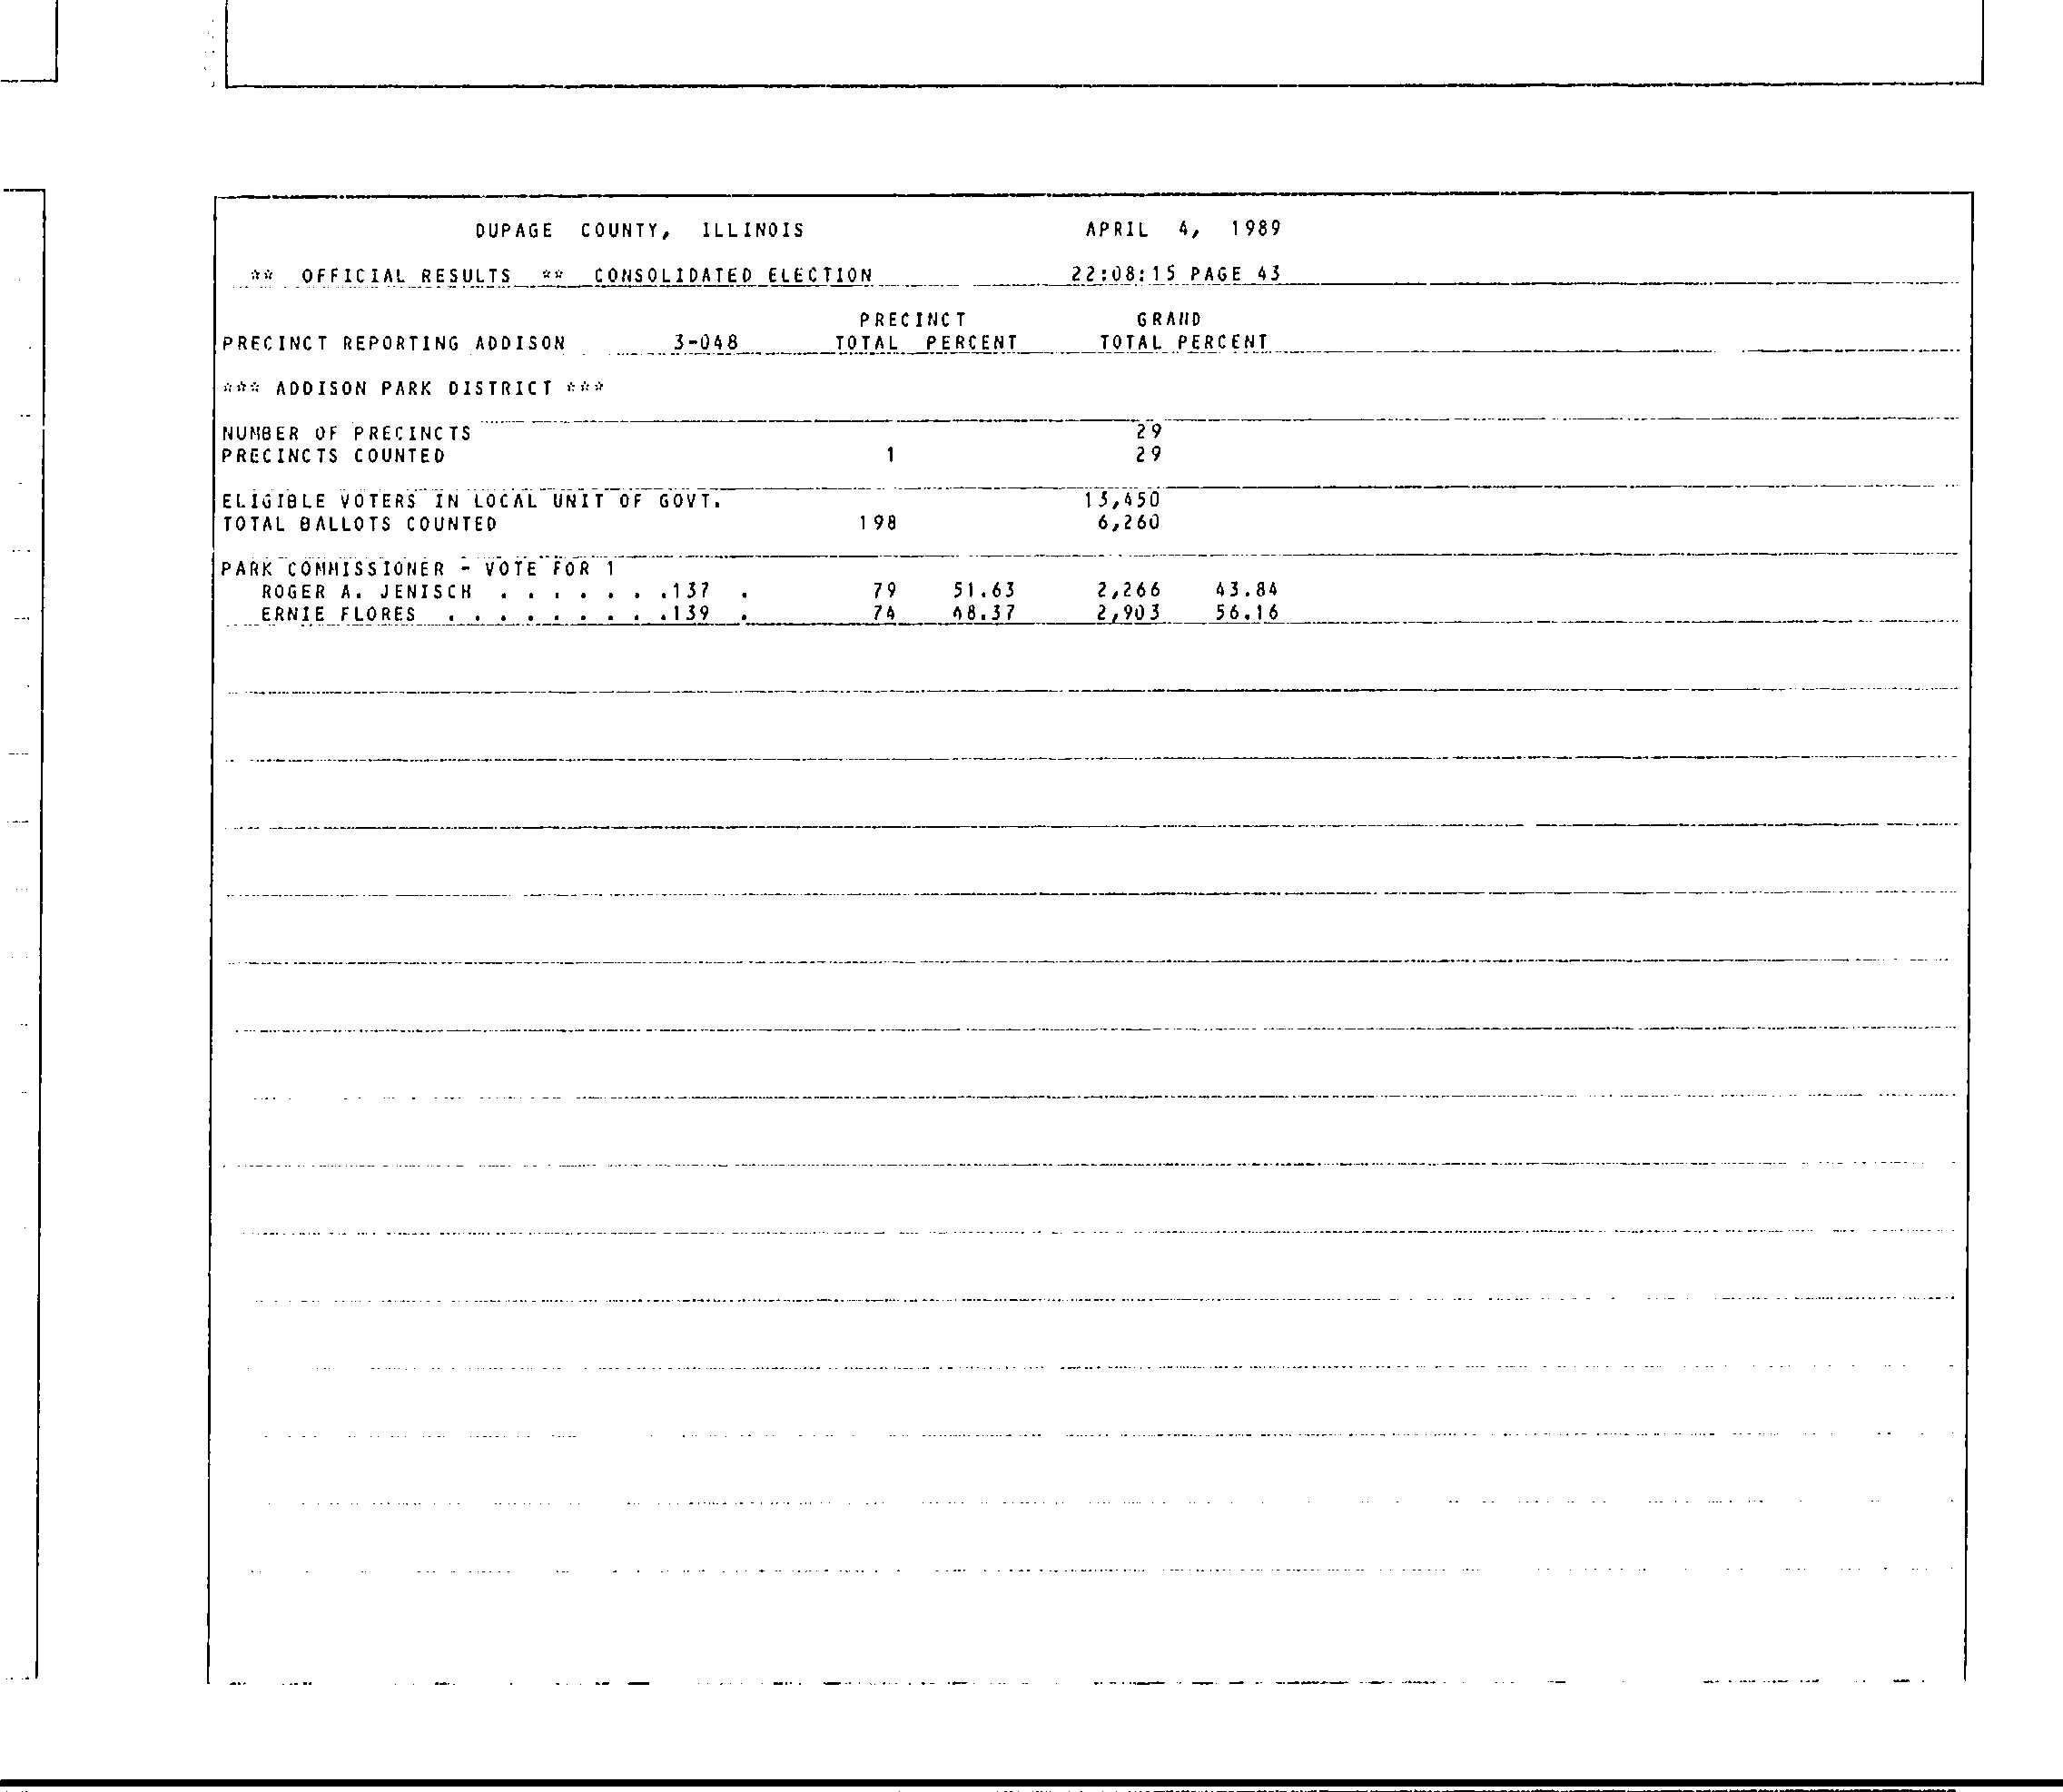 DUPAGE COUNTY, ILLINOIS APRIL 4, 1989
** OFFICIAL RESULTS ** CONSOLIDATED ELECTION 22:08:15 PAGE 43
PRECINCT GRAND
PRECINCT REPORTING ADDISON 3-048 TOTAL PERCENT TOTAL PERCENT
*** ADDISON PARK DISTRICT ***
NUMBER OF PRECINCTS 29
PRECINCTS COUNTED 1 29
ELIGIBLE VOTERS IN LOCAL UNIT OF GOVT. 13,450
TOTAL BALLOTS COUNTED 198 6,260
PARK COMMISSIONER - VOTE FOR 1
ROGER A. JENISCH . . . . . . .137 . 79 51.63 2,266 43.84
ERNIE FLORES . . . . . . . . .139 . 74 48.37 2,903 56.16